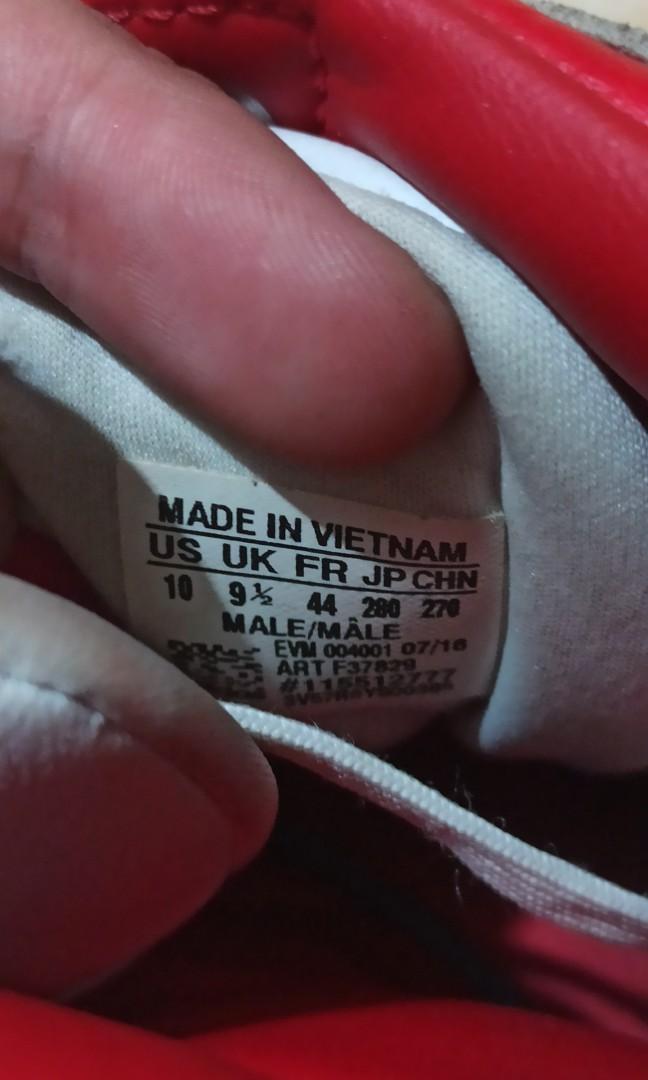 MADE IN VIETNAM
US UK FR JP CHN
10 9½ 44 280 270
MALE/MÂLE
EVM 004001 07/16
ART F37829
#115512777